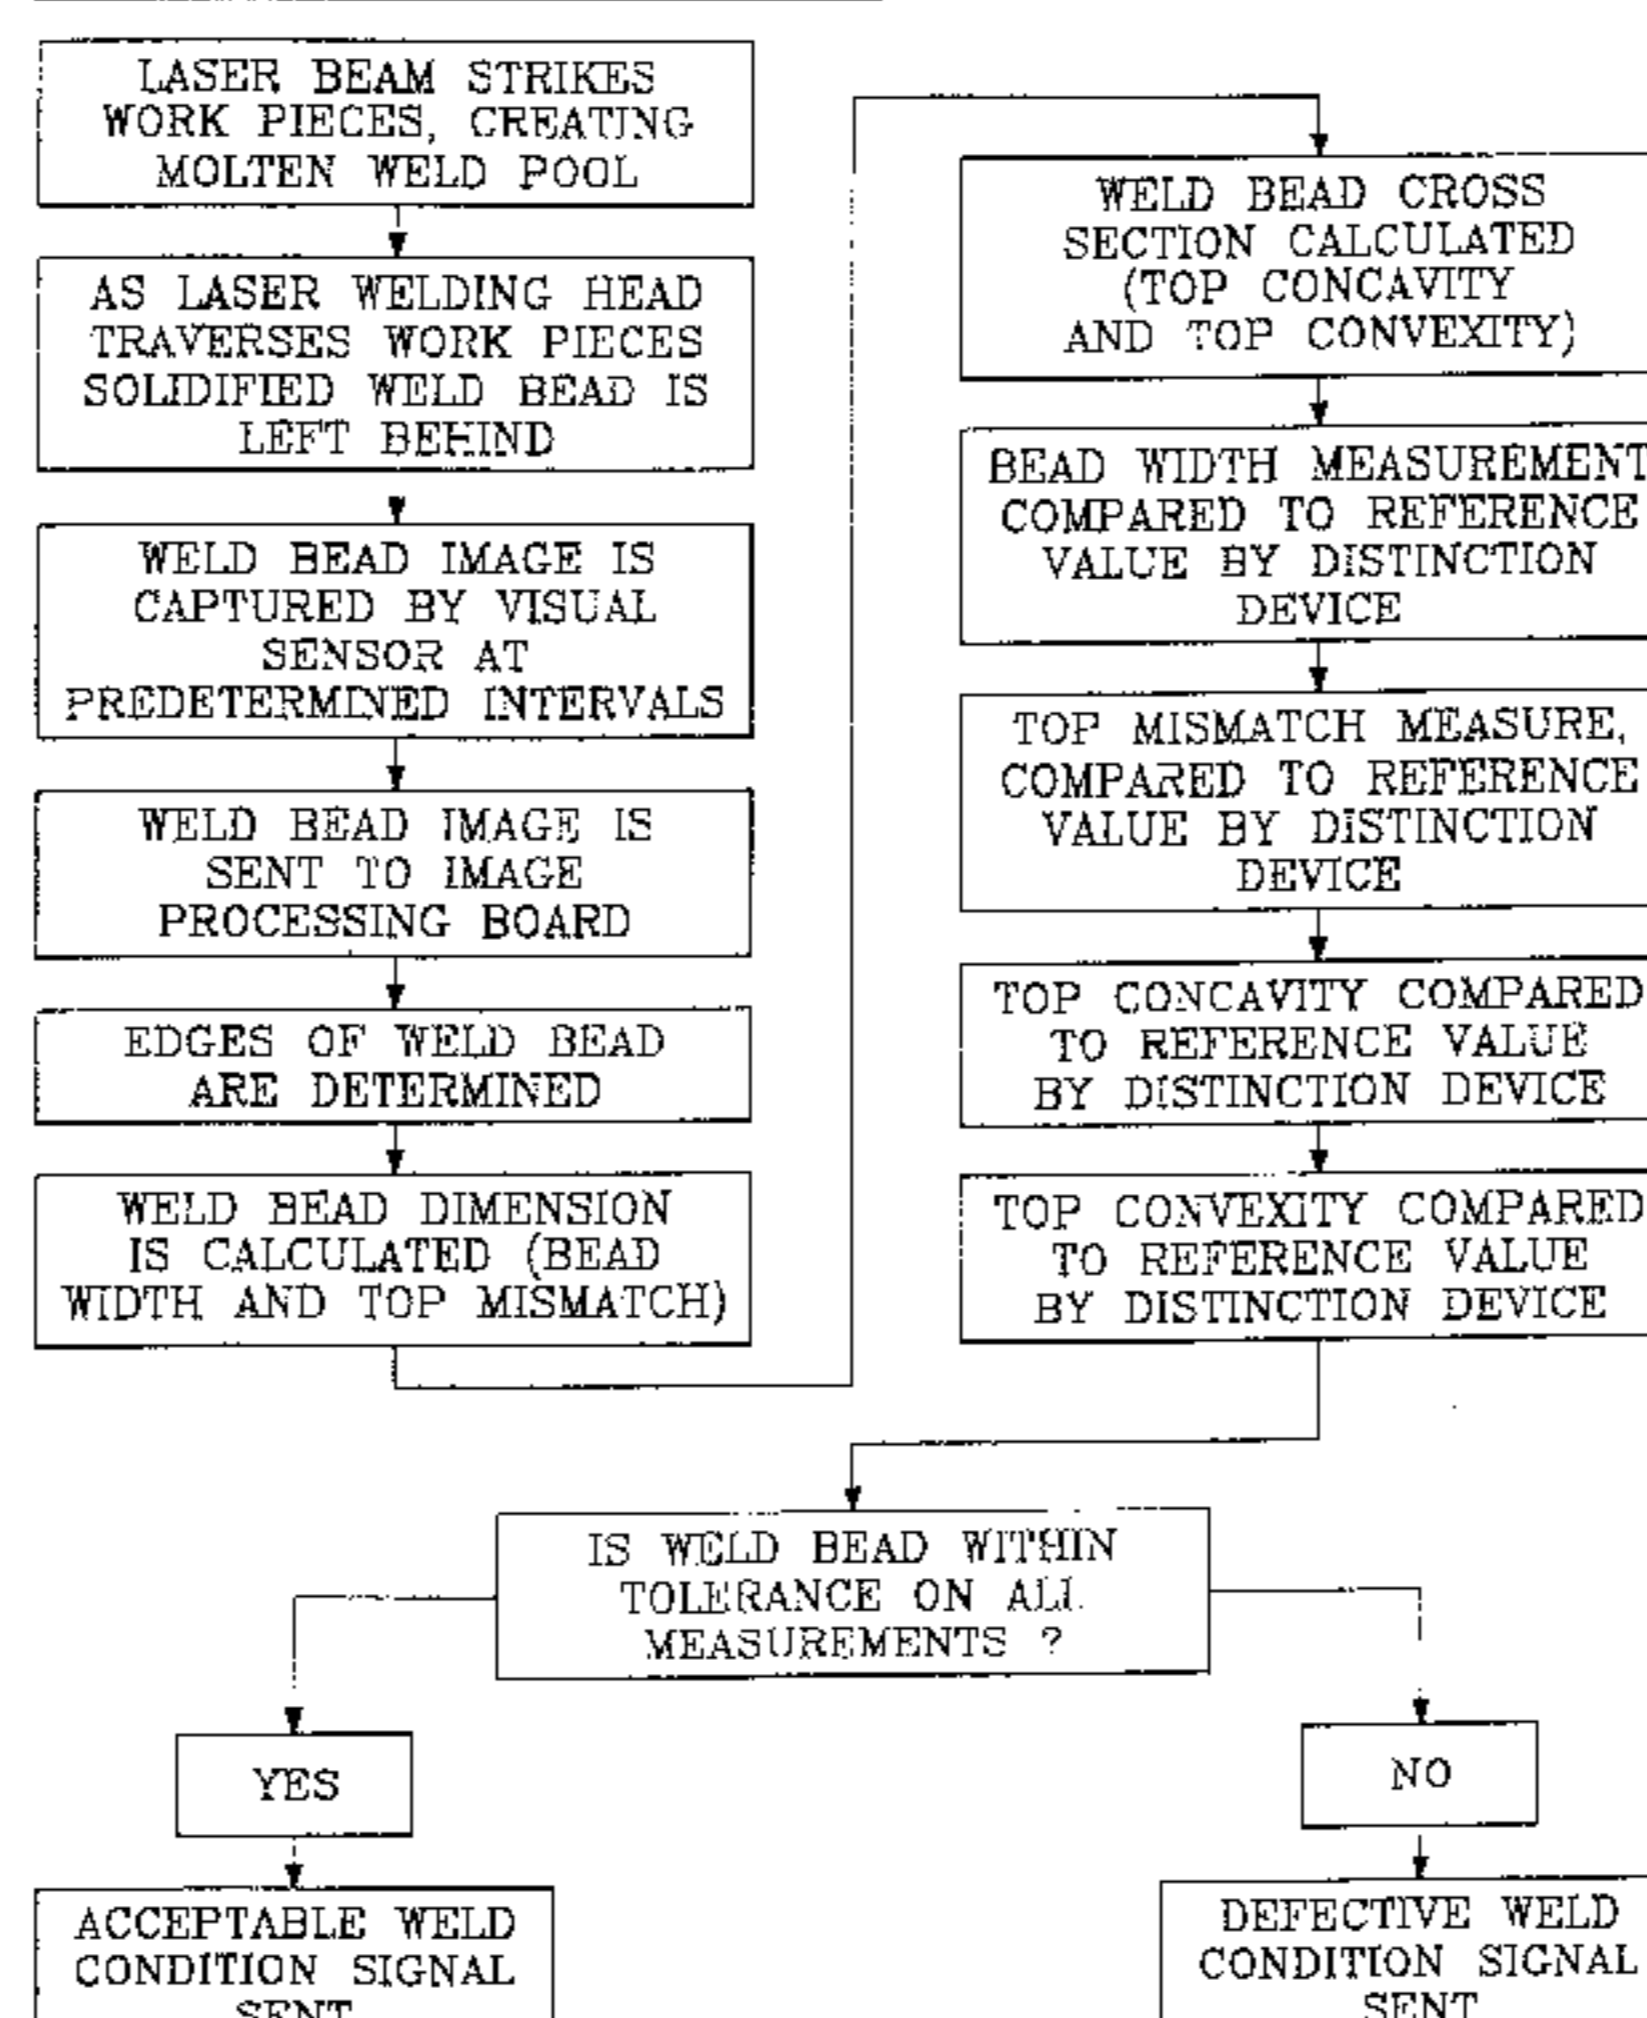 LASER BEAM STRIKES
WORK PIECES, CREATING
MOLTEN WELD POOL
AS LASER WELDING HEAD
TRAVERSES WORK PIECES
SOLIDIFIED WELD BEAD IS
LEFT BEHIND
WELD BEAD IMAGE IS
CAPTURED BY VISUAL
SENSOR AT
PREDETERMINED INTERVALS
WELD BEAD IMAGE IS
SENT TO IMAGE
PROCESSING BOARD
EDGES OF WELD BEAD
ARE DETERMINED
WELD BEAD DIMENSION
IS CALCULATED (BEAD
WIDTH AND TOP MISMATCH)
WELD BEAD CROSS
SECTION CALCULATED
(TOP CONCAVITY
AND TOP CONVEXITY)
BEAD WIDTH MEASUREMENT
COMPARED TO REFERENCE
VALUE BY DISTINCTION
DEVICE
TOP MISMATCH MEASURE,
COMPARED TO REFERENCE
VALUE BY DISTINCTION
DEVICE
TOP CONCAVITY COMPARED
TO REFERENCE VALUE
BY DISTINCTION DEVICE
TOP CONVEXITY COMPARED
TO REFERENCE VALUE
BY DISTINCTION DEVICE
IS WELD BEAD WITHIN
TOLERANCE ON ALL
MEASUREMENTS ?
YES
NO
ACCEPTABLE WELD
CONDITION SIGNAL
SENT
DEFECTIVE WELD
CONDITION SIGNAL
SENT